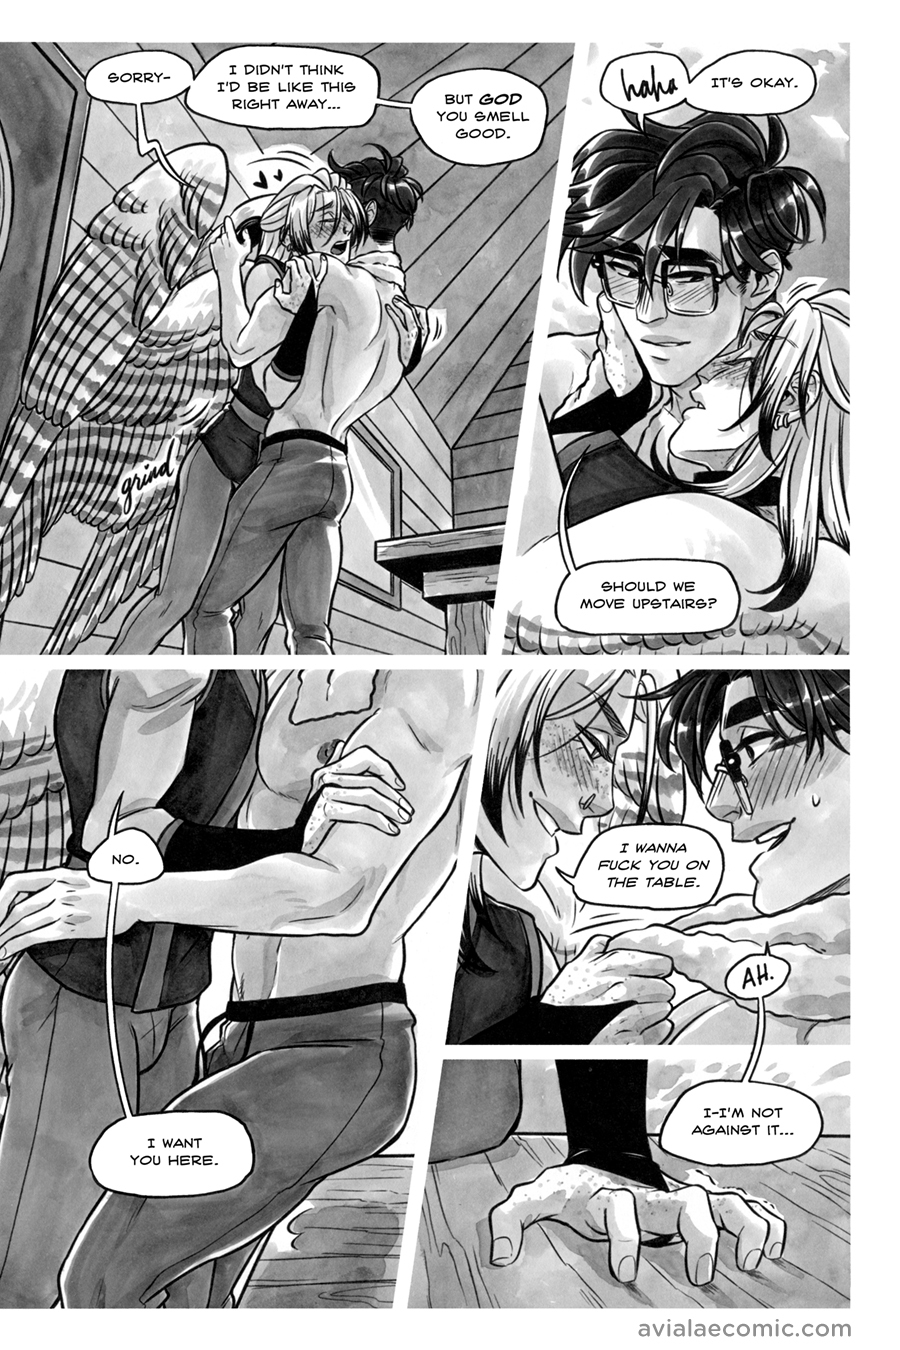 SORRY-
I DIDN'T THINK
I'D BE LIKE THIS
RIGHT AWAY...
BUT GOD
YOU SMELL
GOOD.
grind
haha
IT'S OKAY.
SHOULD WE
MOVE UPSTAIRS?
NO.
I WANT
YOU HERE.
I WANNA
FUCK YOU ON
THE TABLE.
AH.
I-I'M NOT
AGAINST IT...
avialaecomic.com